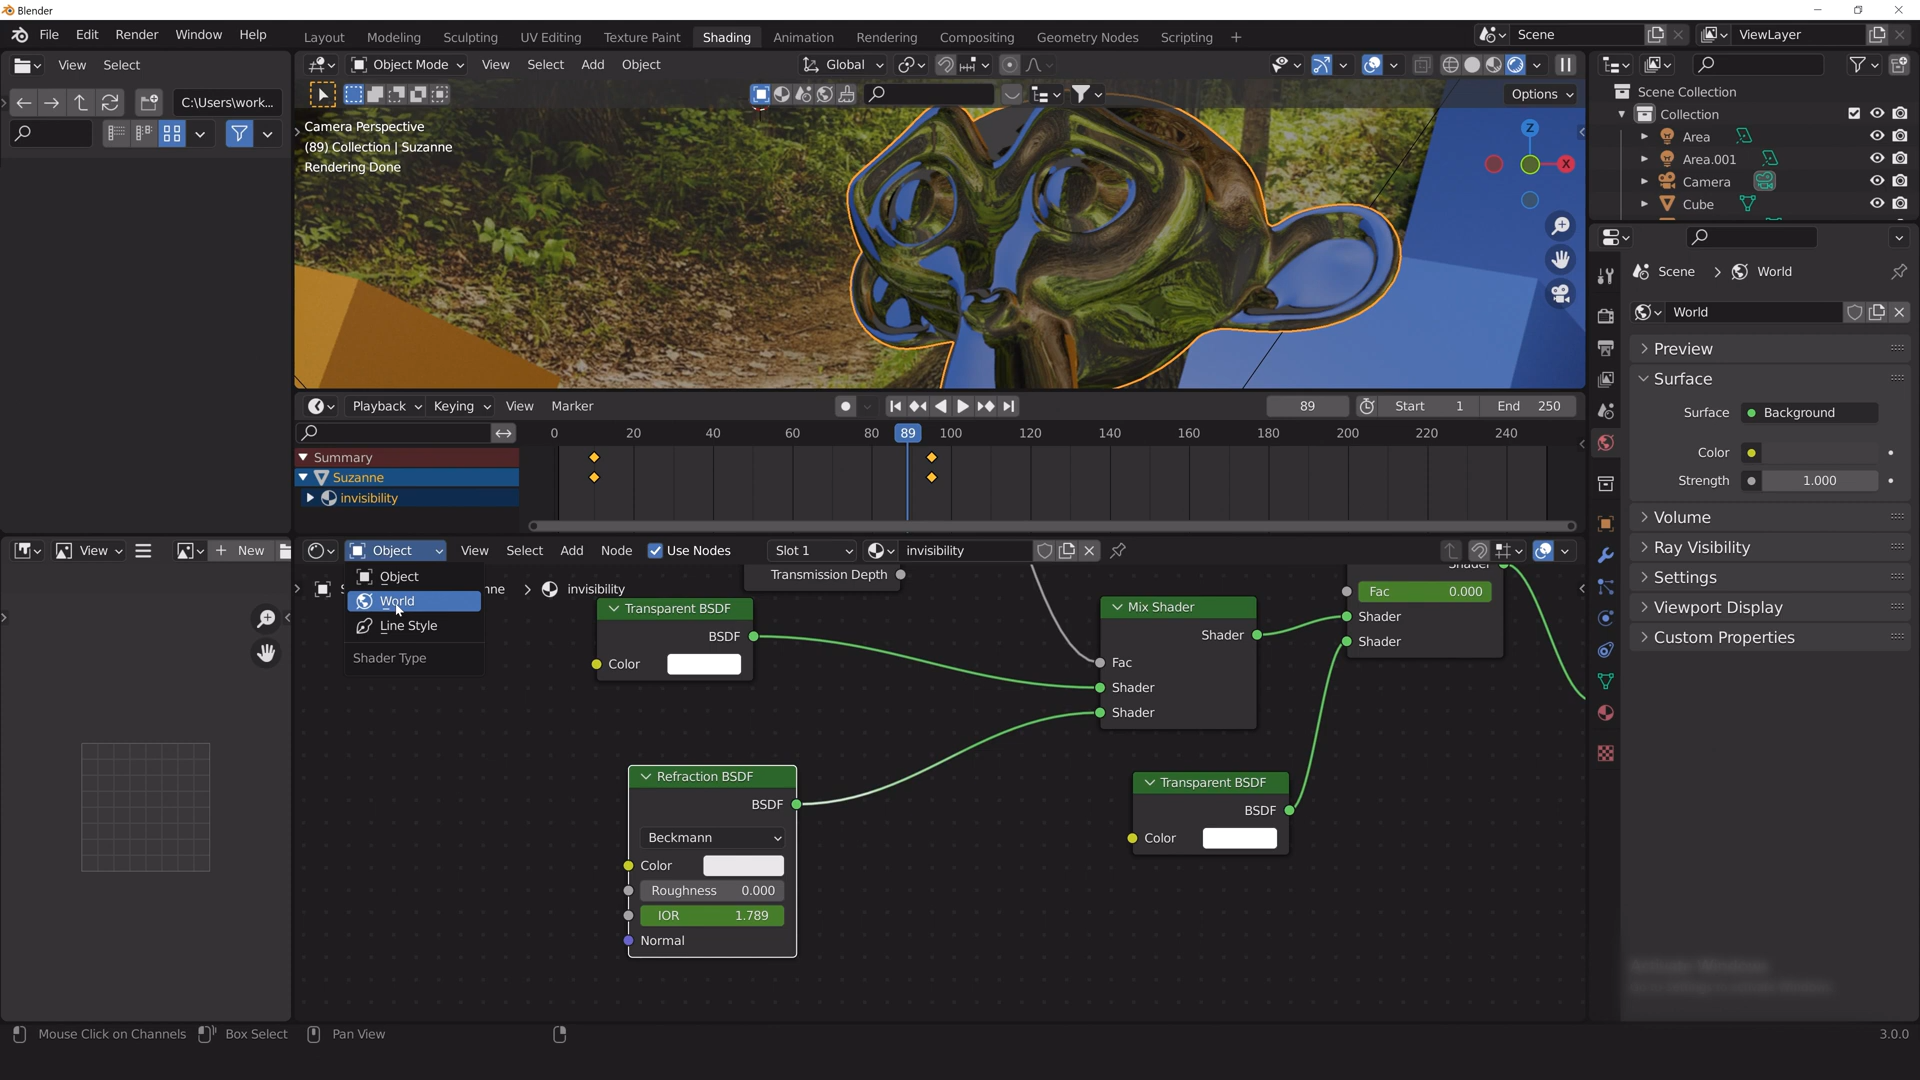 Blender
File Edit Render Window Help
Layout Modeling Sculpting UV Editing Texture Paint Shading Animation Rendering Compositing Geometry Nodes Scripting
Scene
ViewLayer
View Select
Object Mode View Select Add Object
Global
C:\Users\work...
Options
Camera Perspective
(89) Collection | Suzanne
Rendering Done
Z
X
Scene Collection
Collection
Area
Area.001
Camera
Cube
Scene > World
World
Preview
Surface
Surface Background
Color
Strength 1.000
Volume
Ray Visibility
Settings
Viewport Display
Custom Properties
Playback Keying View Marker
89 Start 1 End 250
0 20 40 60 80 89 100 120 140 160 180 200 220 240
Summary
Suzanne
invisibility
View New
Object View Select Add Node Use Nodes Slot 1 invisibility
Object
World
Line Style
Shader Type
nne > invisibility
Transmission Depth
Transparent BSDF
BSDF
Color
Mix Shader
Shader
Fac
Shader
Shader
Shader
Fac 0.000
Shader
Shader
Refraction BSDF
BSDF
Beckmann
Color
Roughness 0.000
IOR 1.789
Normal
Transparent BSDF
BSDF
Color
Mouse Click on Channels Box Select Pan View
3.0.0